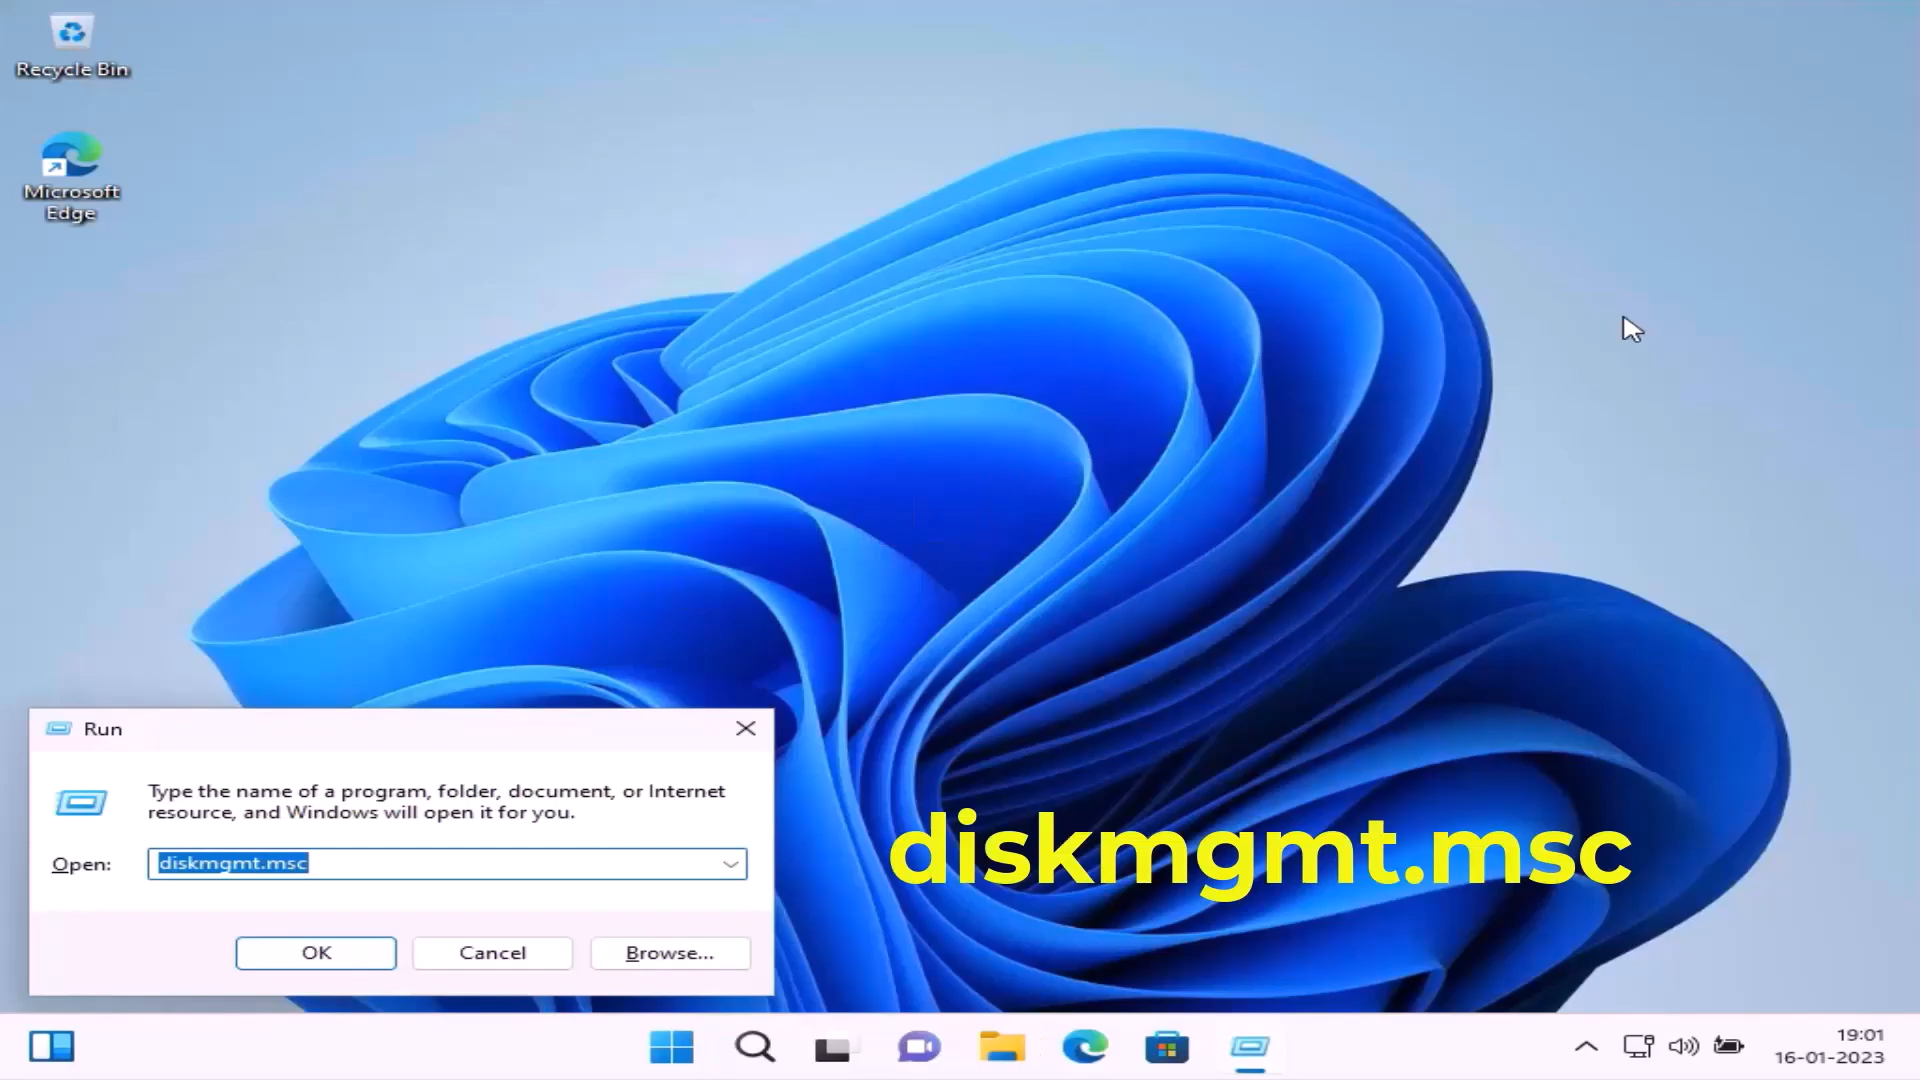 Recycle Bin
Microsoft
Edge
Run
Type the name of a program, folder, document, or Internet
resource, and Windows will open it for you.
Open:
diskmgmt.msc
OK
Cancel
Browse...
diskmgmt.msc
19:01
16-01-2023